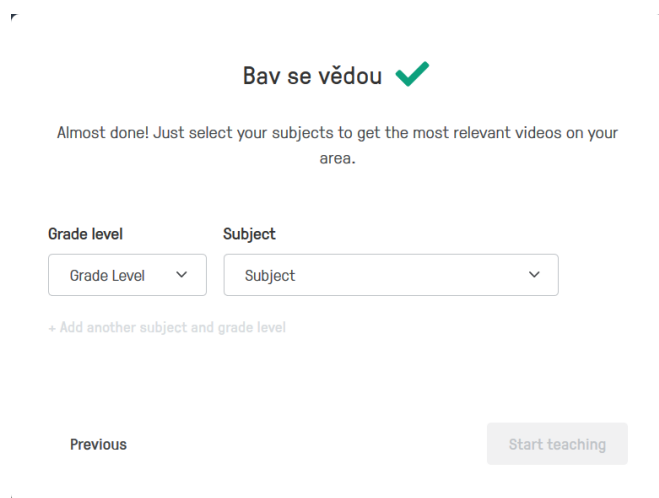 Bav se vědou
Almost done! Just select your subjects to get the most relevant videos on your
area.
Grade level
Subject
Grade Level
Subject
+ Add another subject and grade level
Previous
Start teaching